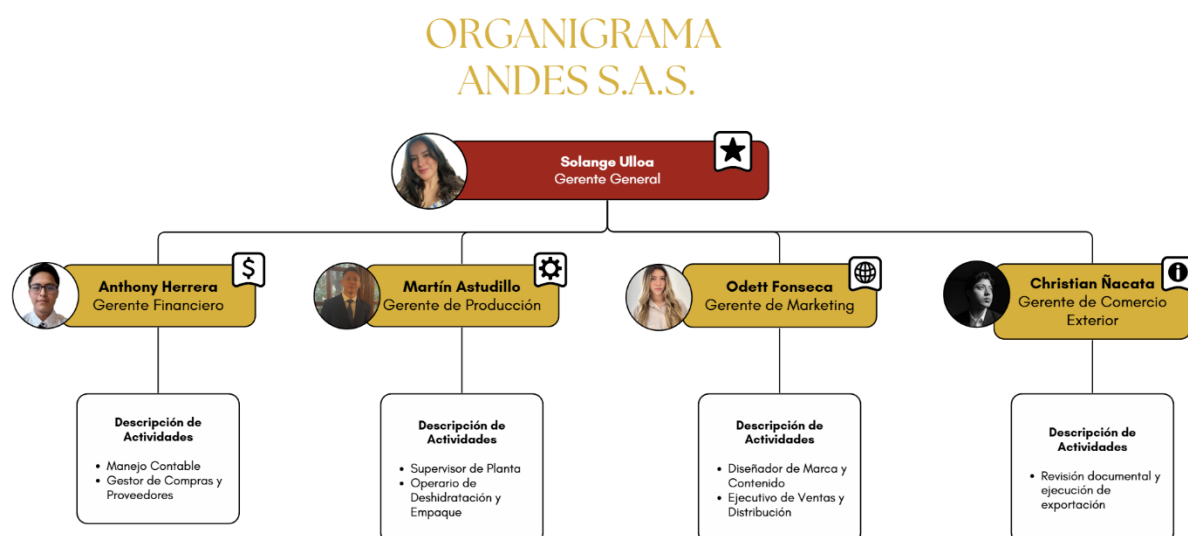 ORGANIGRAMA
ANDES S.A.S.
Solange Ulloa
Gerente General
$
Anthony Herrera
Gerente Financiero
Martín Astudillo
Gerente de Producción
Odett Fonseca
Gerente de Marketing
Christian Ñacata
Gerente de Comercio
Exterior
Descripción de
Actividades
• Manejo Contable
• Gestor de Compras y
Proveedores
Descripción de
Actividades
• Supervisor de Planta
• Operario de
Deshidratación y
Empaque
Descripción de
Actividades
• Diseñador de Marca y
Contenido
• Ejecutivo de Ventas y
Distribución
Descripción de
Actividades
• Revisión documental y
ejecución de
exportación